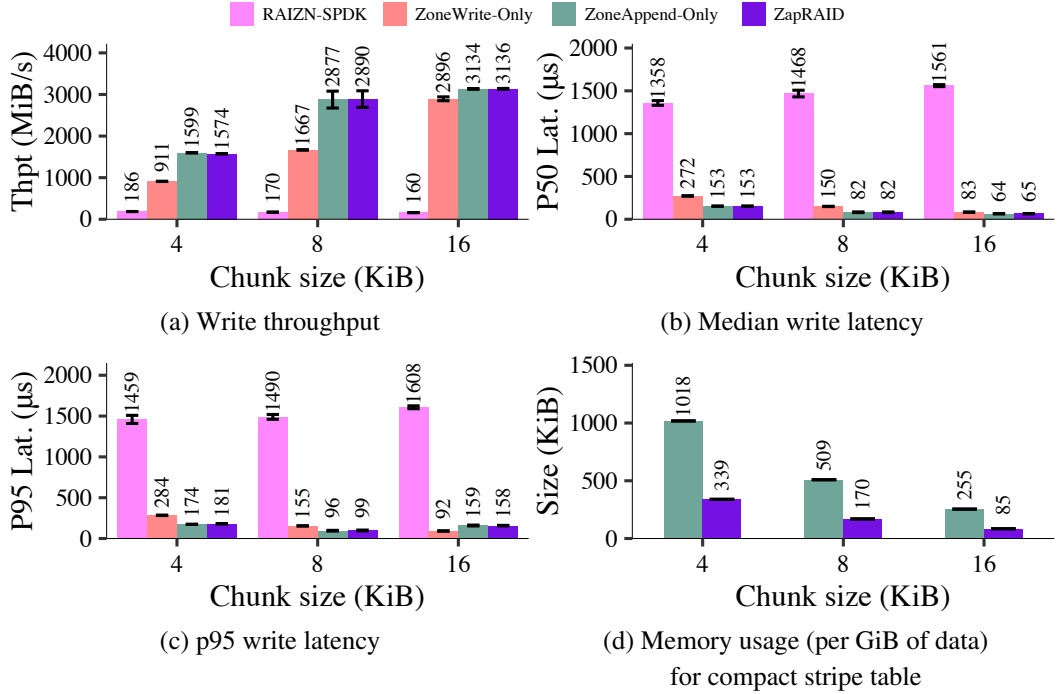 RAIZN-SPDK ZoneWrite-Only ZoneAppend-Only ZapRAID
Thpt (MiB/s)
4000
3000
2000
1000
0
186 911 1599 1574
170 1667 2877 2890
160 2896 3134 3136
4 8 16
Chunk size (KiB)
(a) Write throughput
P50 Lat. (μs)
2000
1500
1000
500
0
1358 272 153 153
1468 150 82 82
1561 83 64 65
4 8 16
Chunk size (KiB)
(b) Median write latency
P95 Lat. (μs)
2000
1500
1000
500
0
1459 284 174 181
1490 155 96 99
1608 92 159 158
4 8 16
Chunk size (KiB)
(c) p95 write latency
Size (KiB)
1500
1000
500
0
1018 339
509 170
255 85
4 8 16
Chunk size (KiB)
(d) Memory usage (per GiB of data)
for compact stripe table